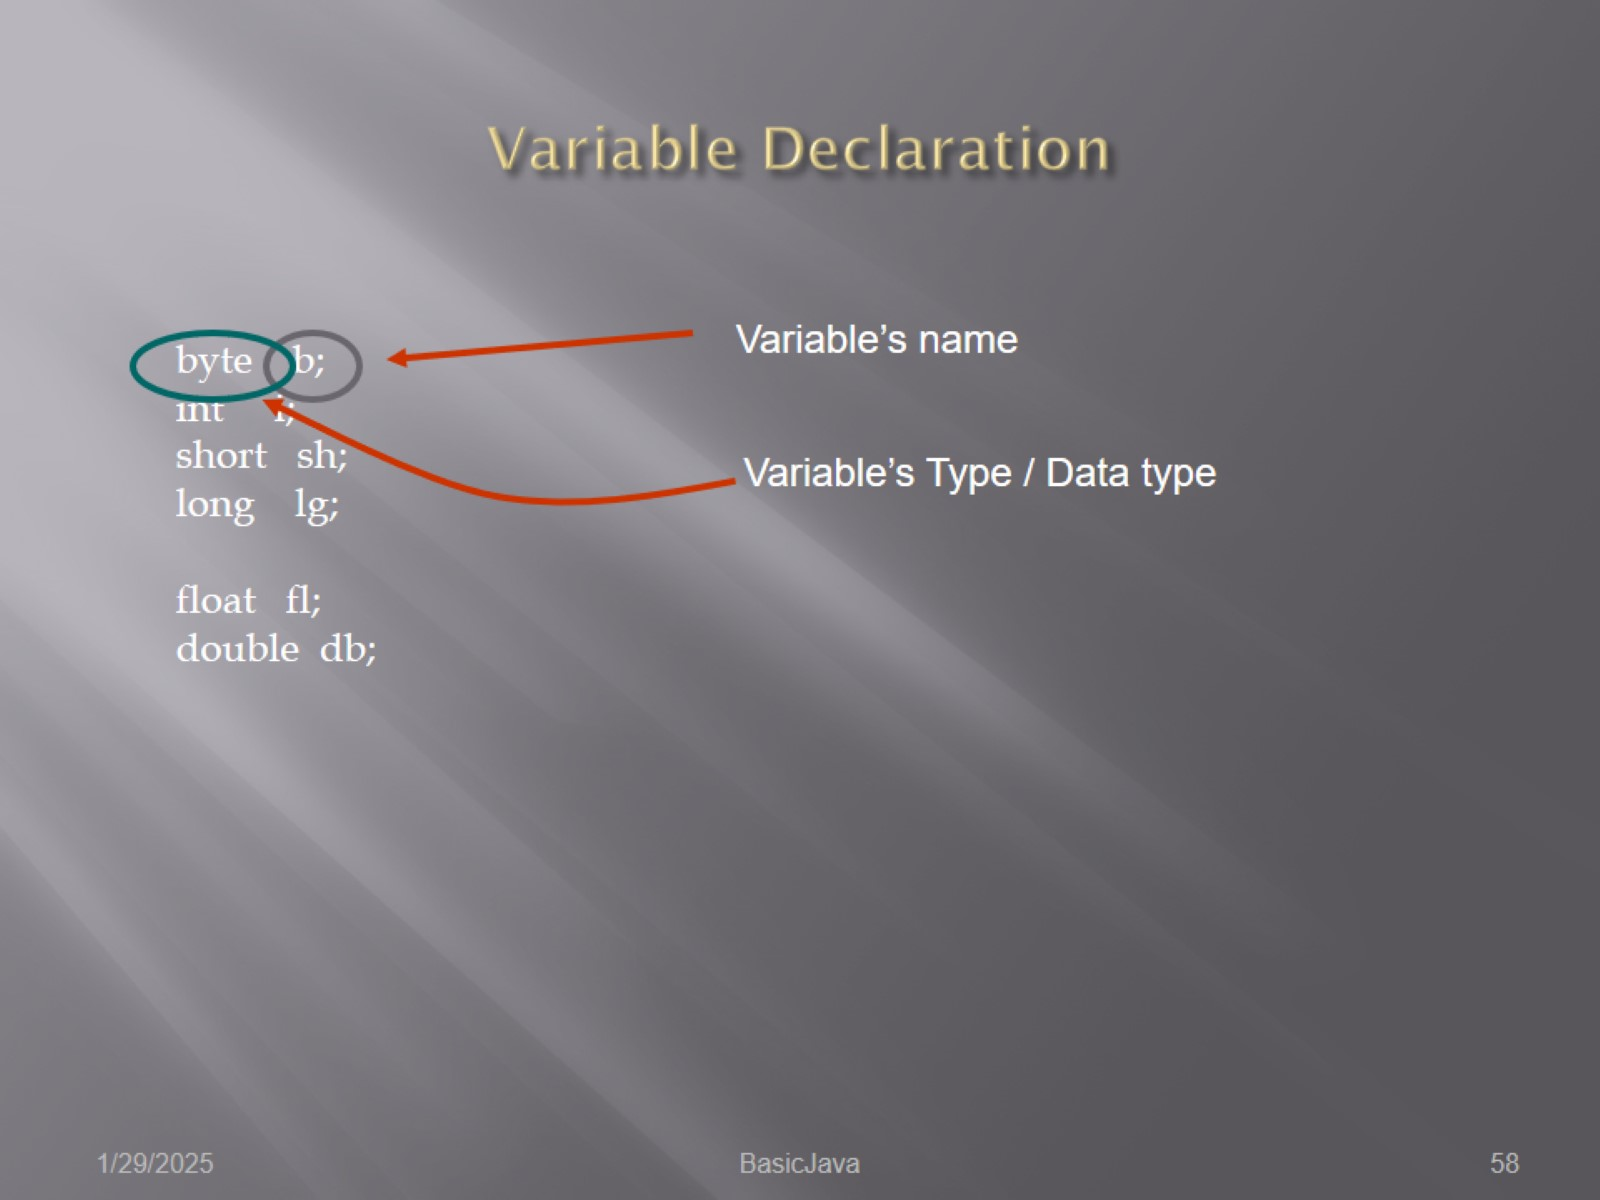 Variable Declaration
byte b;
int i;
short sh;
long lg;
float fl;
double db;
Variable’s name
Variable’s Type / Data type
1/29/2025
BasicJava
58